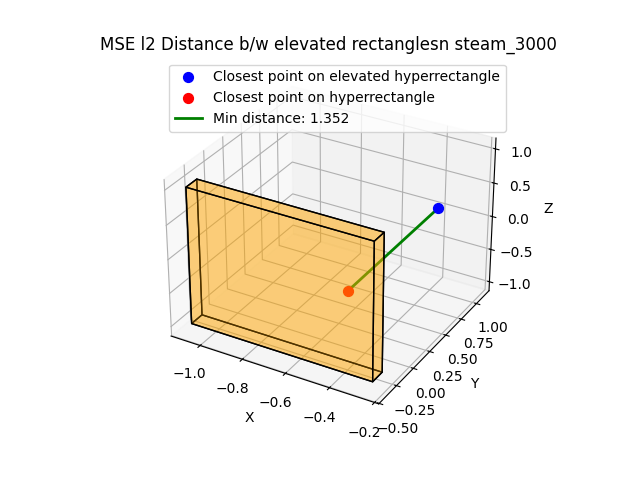 MSE l2 Distance b/w elevated rectanglesn steam_3000
Closest point on elevated hyperrectangle
Closest point on hyperrectangle
Min distance: 1.352
1.0
0.5
0.0
−0.5
−1.0
Z
1.00
0.75
0.50
0.25
0.00
−0.25
−0.50
Y
−1.0
−0.8
−0.6
−0.4
−0.2
X